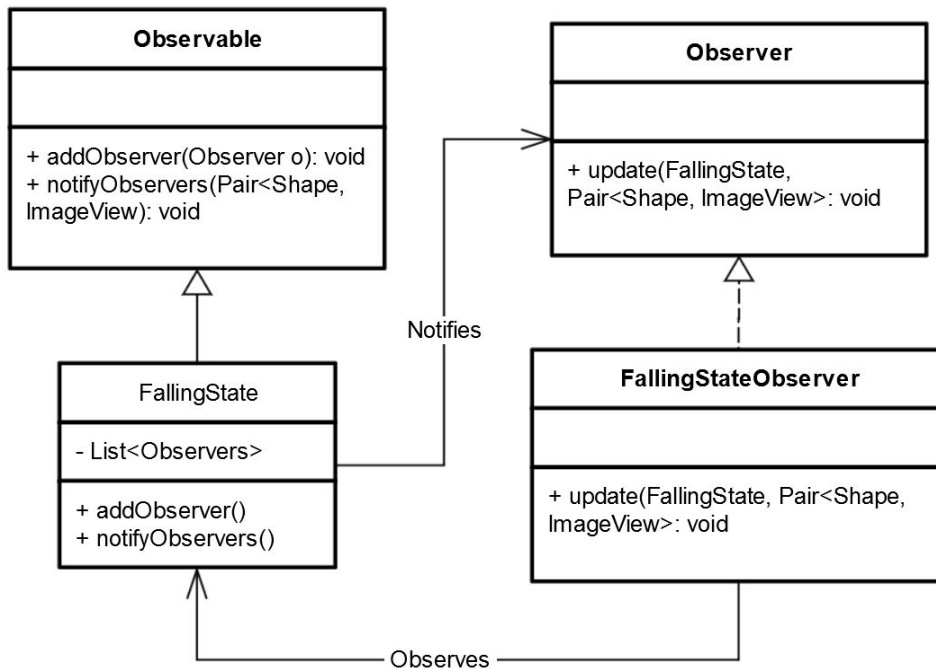 Observable
+ addObserver(Observer o): void
+ notifyObservers(Pair<Shape,
ImageView): void
Observer
+ update(FallingState,
Pair<Shape, ImageView>: void
Notifies
FallingState
- List<Observers>
+ addObserver()
+ notifyObservers()
FallingStateObserver
+ update(FallingState, Pair<Shape,
ImageView>: void
Observes